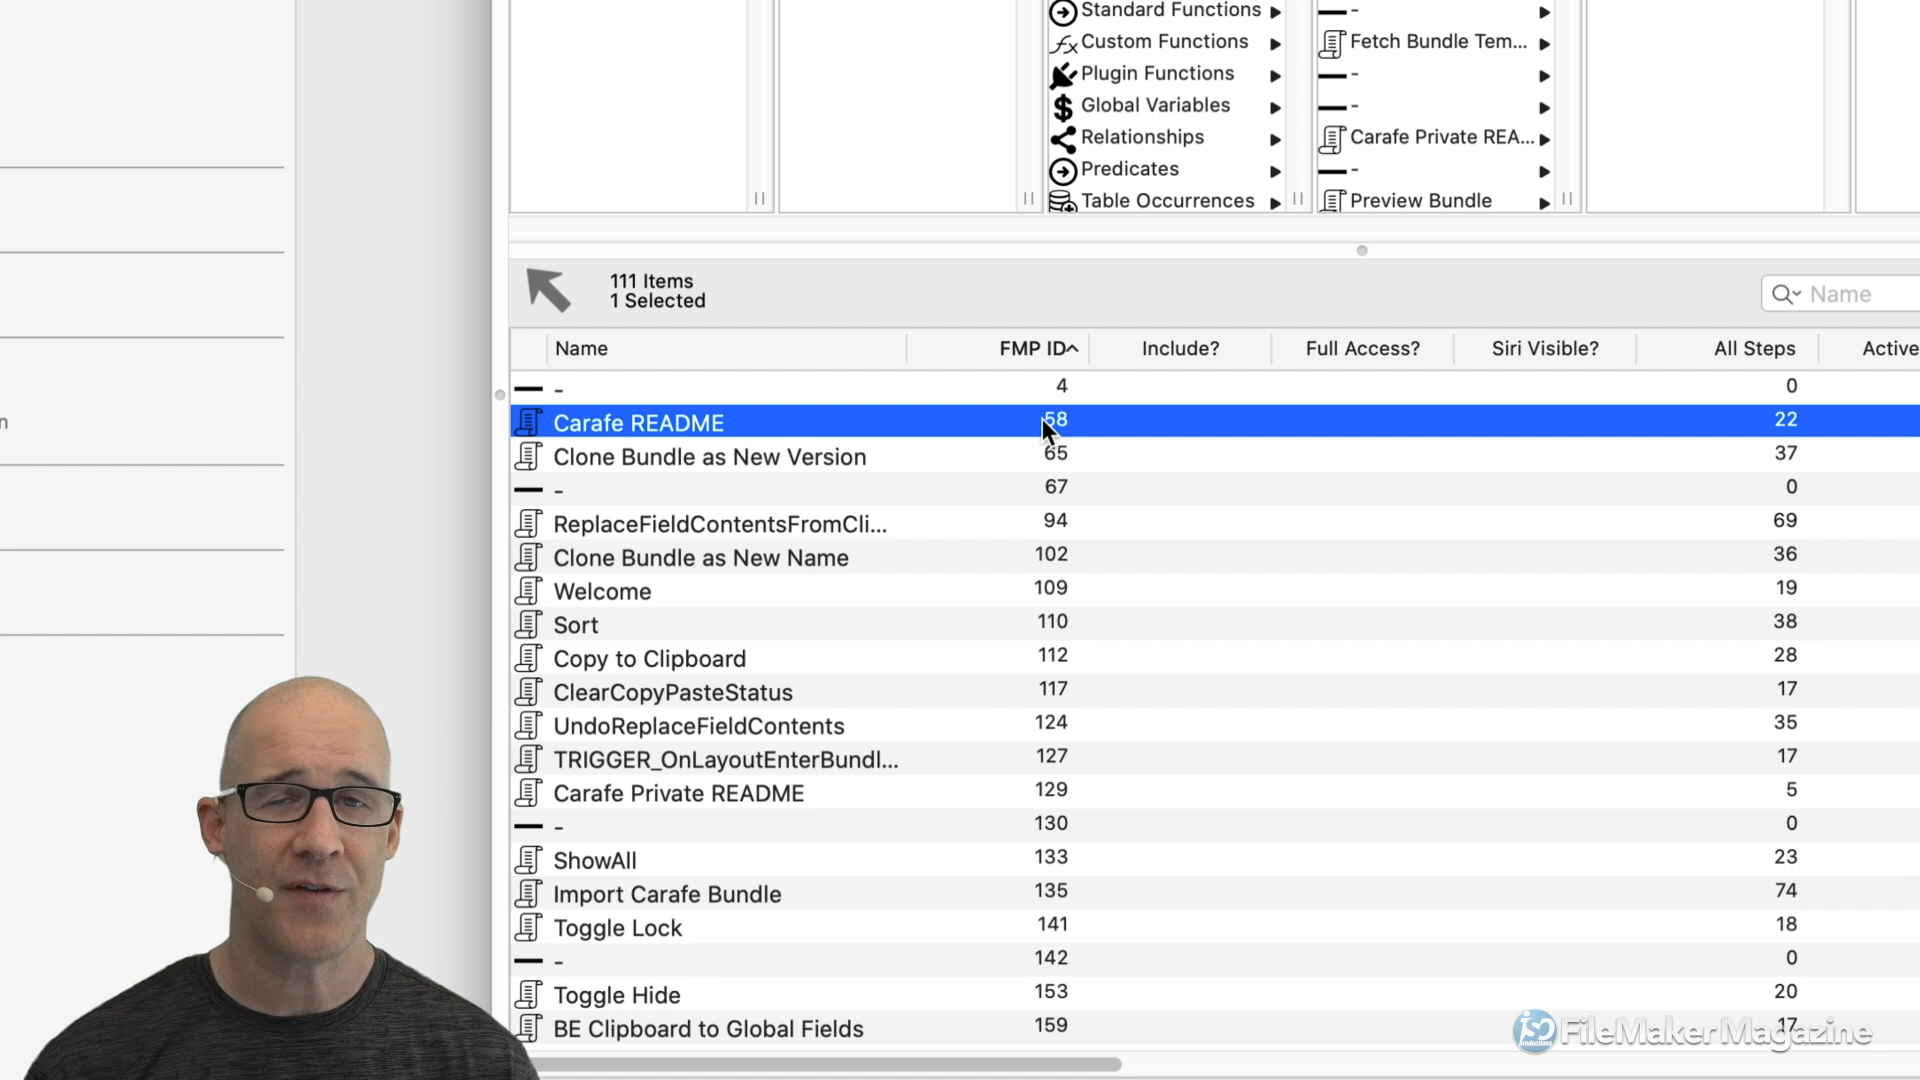 Standard Functions
Custom Functions
Plugin Functions
$ Global Variables
Relationships
Predicates
Table Occurrences
-
Fetch Bundle Tem...
-
-
Carafe Private REA...
-
Preview Bundle
n
111 Items
1 Selected
Name
Name FMP ID Include? Full Access? Siri Visible? All Steps Active
- 4 0
Carafe README 58 22
Clone Bundle as New Version 65 37
- 67 0
ReplaceFieldContentsFromCli... 94 69
Clone Bundle as New Name 102 36
Welcome 109 19
Sort 110 38
Copy to Clipboard 112 28
ClearCopyPasteStatus 117 17
UndoReplaceFieldContents 124 35
TRIGGER_OnLayoutEnterBundl... 127 17
Carafe Private README 129 5
- 130 0
ShowAll 133 23
Import Carafe Bundle 135 74
Toggle Lock 141 18
- 142 0
Toggle Hide 153 20
BE Clipboard to Global Fields 159 17
iso productions FileMaker Magazine